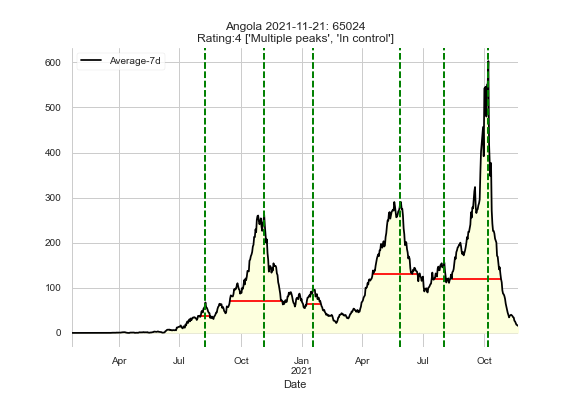 Angola 2021-11-21: 65024
Rating:4 ['Multiple peaks', 'In control']
Average-7d
600
500
400
300
200
100
0
Apr Jul Oct Jan Apr Jul Oct
2021
Date